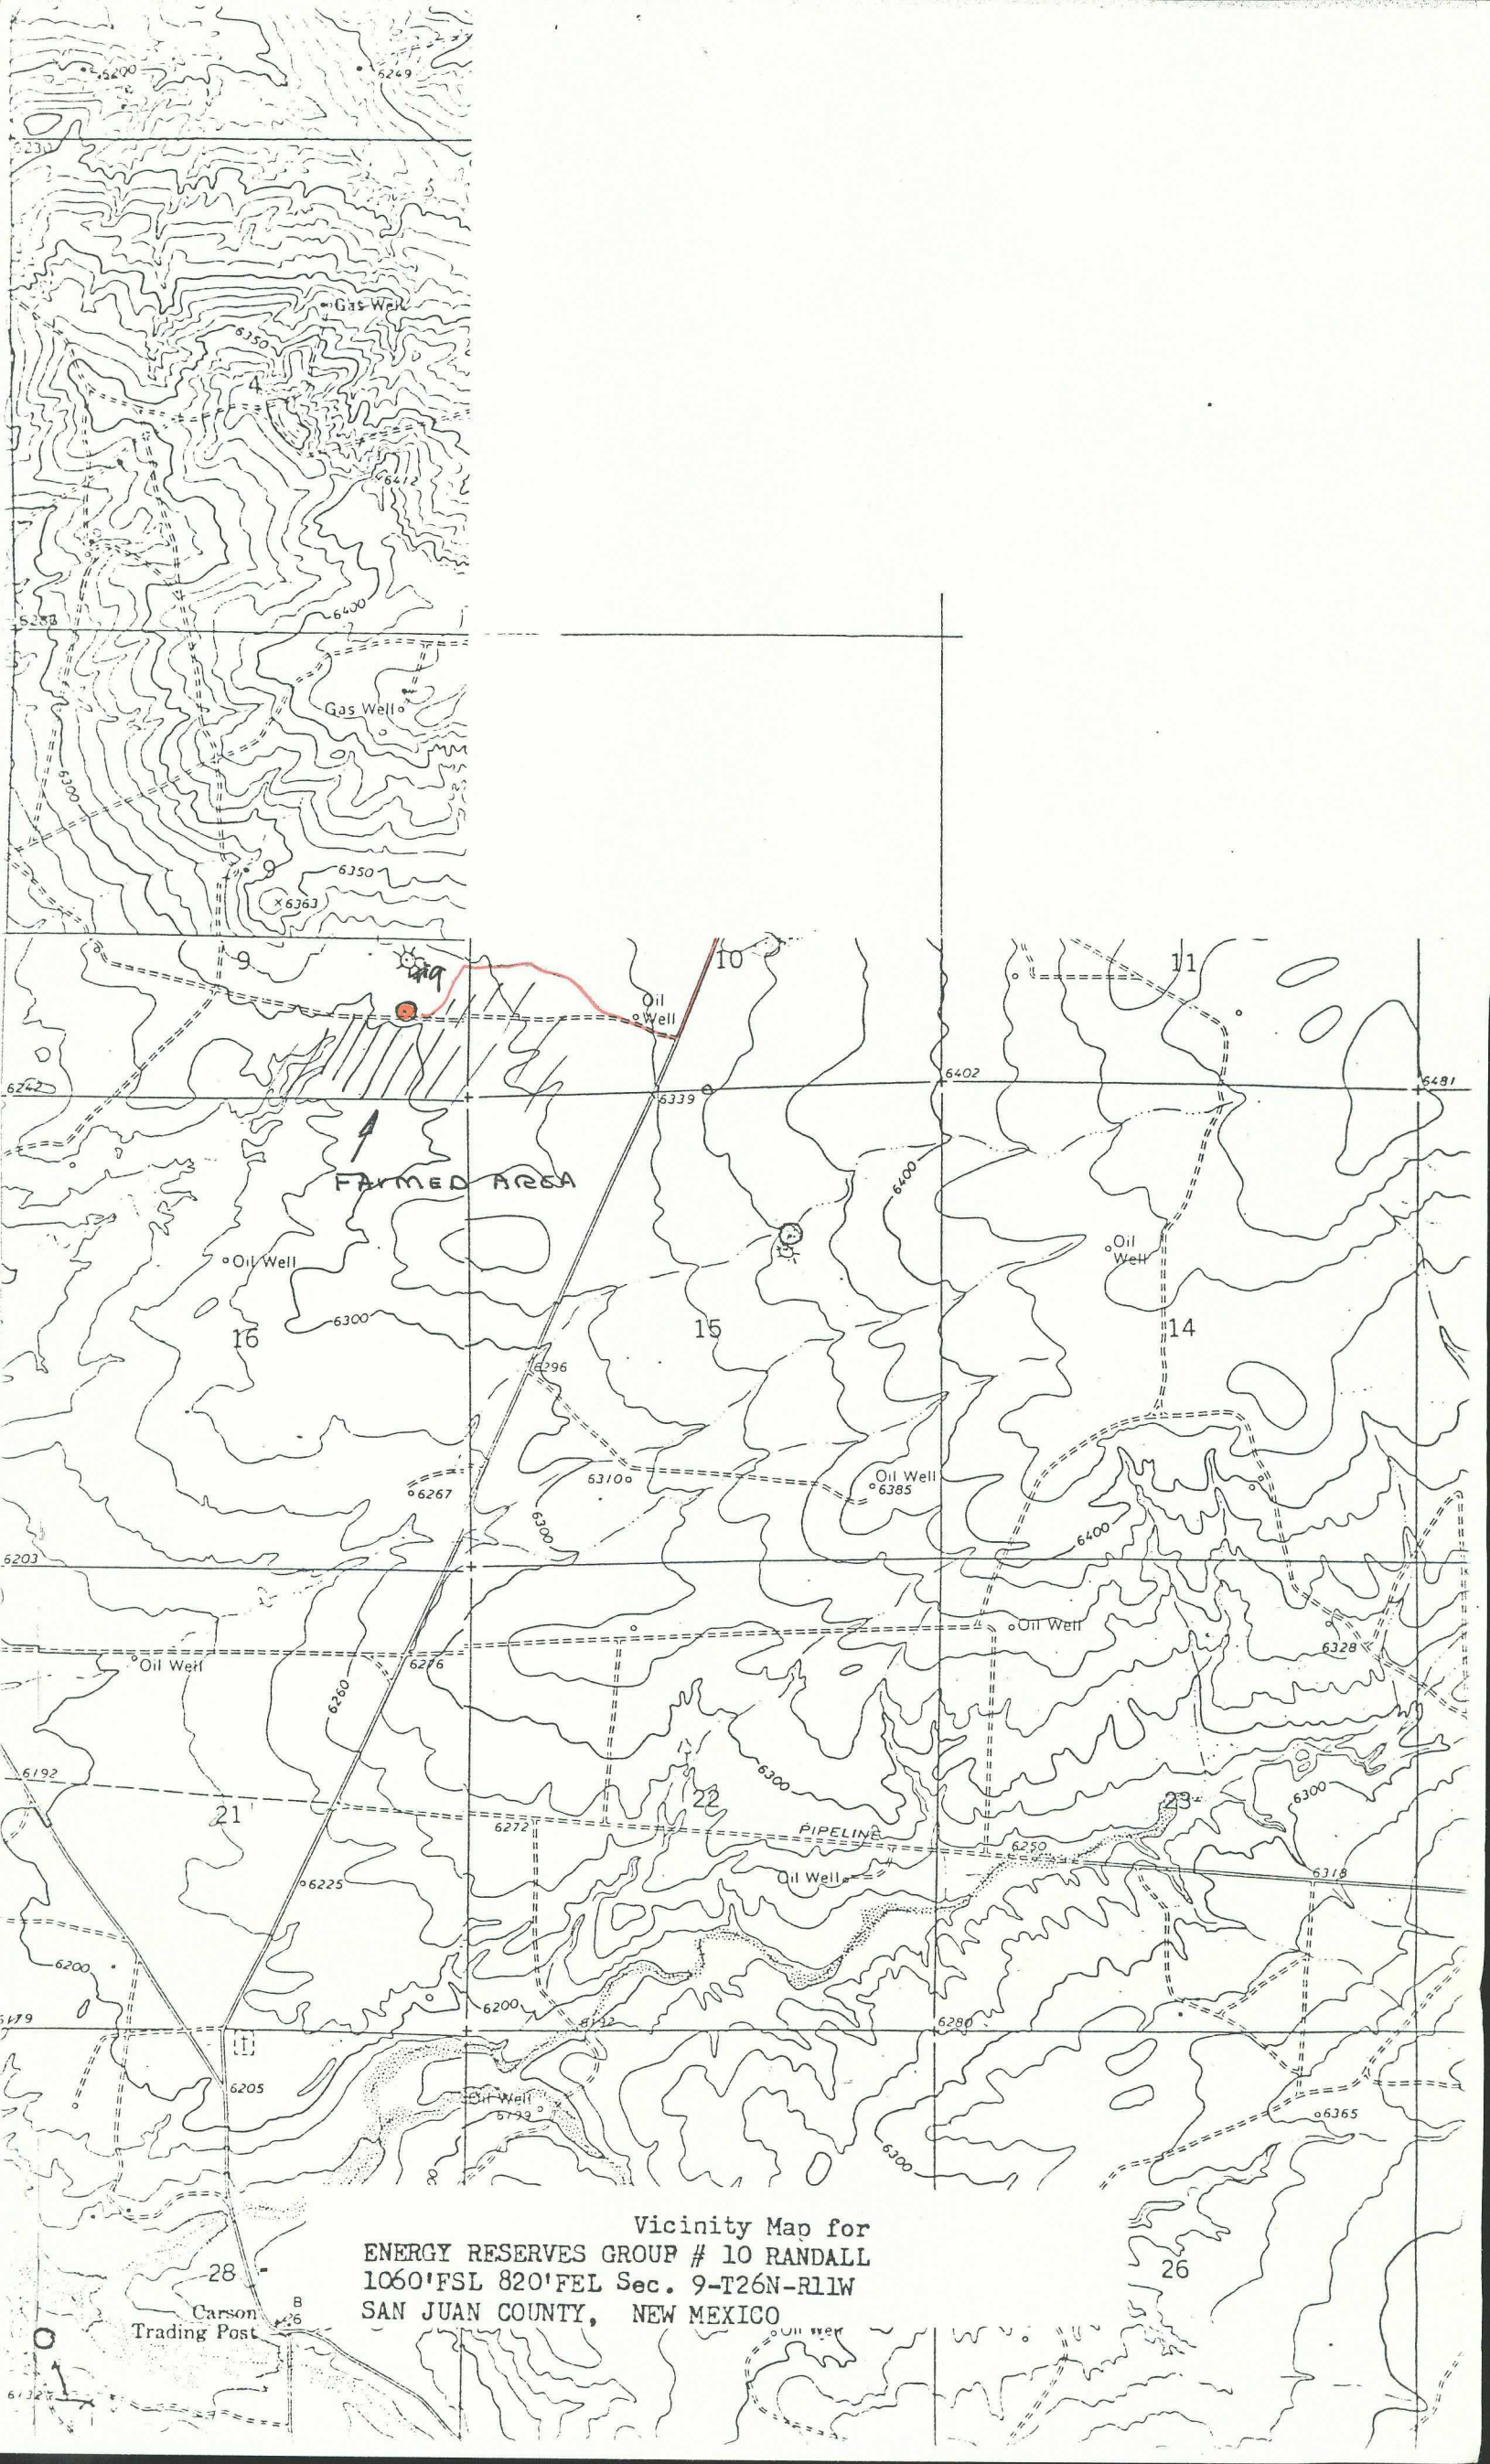 6200
6249
Gas Well
6350
4
6412
6400
Gas Well
6300
9
6350
6363
9
10
11
Oil
Well
6242
6339
6402
6481
FARMED AREA
6400
Oil Well
Oil
Well
6300
16
15
14
6296
6267
6310
Oil Well
6385
6300
6400
6203
Oil Well
Oil Well
6276
6328
6260
6192
21
22
6300
23
6300
6272
PIPELINE
6250
Oil Well
6318
6225
6200
6200
6280
6205
Oil Well
6365
6300
Vicinity Map for
ENERGY RESERVES GROUP # 10 RANDALL
1060'FSL 820'FEL Sec. 9-T26N-R11W
SAN JUAN COUNTY, NEW MEXICO
28
26
Carson
Trading Post
Oil Well